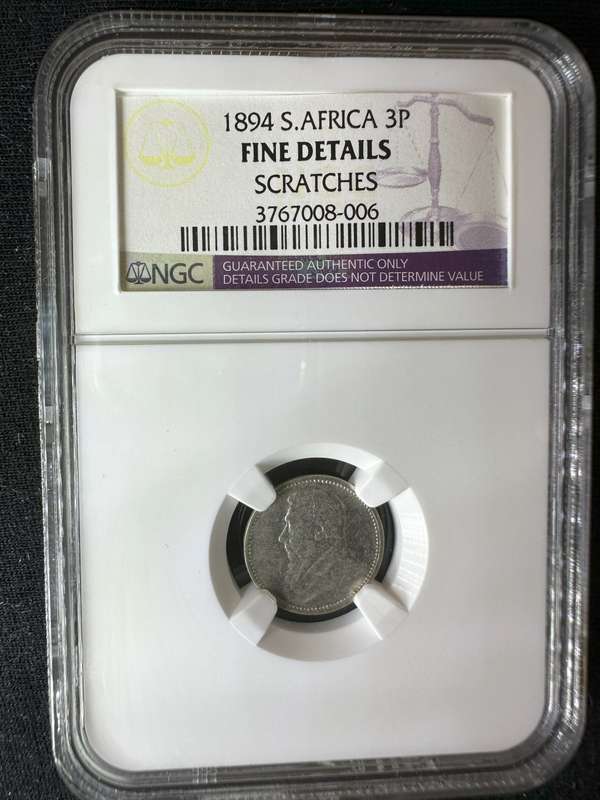 1894 S.AFRICA 3P
FINE DETAILS
SCRATCHES
3767008-006
NGC
GUARANTEED AUTHENTIC ONLY
DETAILS GRADE DOES NOT DETERMINE VALUE